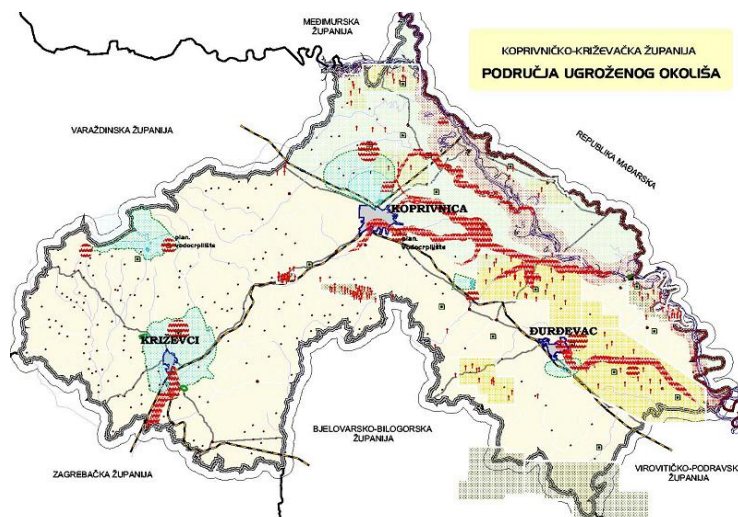 MEĐIMURSKA
ŽUPANIJA
KOPRIVNIČKO-KRIŽEVAČKA ŽUPANIJA
PODRUČJA UGROŽENOG OKOLIŠA
VARAŽDINSKA ŽUPANIJA
REPUBLIKA MAĐARSKA
KOPRIVNICA
plan.
vodocrpilište
plan.
vodocrpilište
KRIŽEVCI
ĐURĐEVAC
BJELOVARSKO-BILOGORSKA
ŽUPANIJA
ZAGREBAČKA ŽUPANIJA
VIROVITIČKO-PODRAVSK
ŽUPANIJA